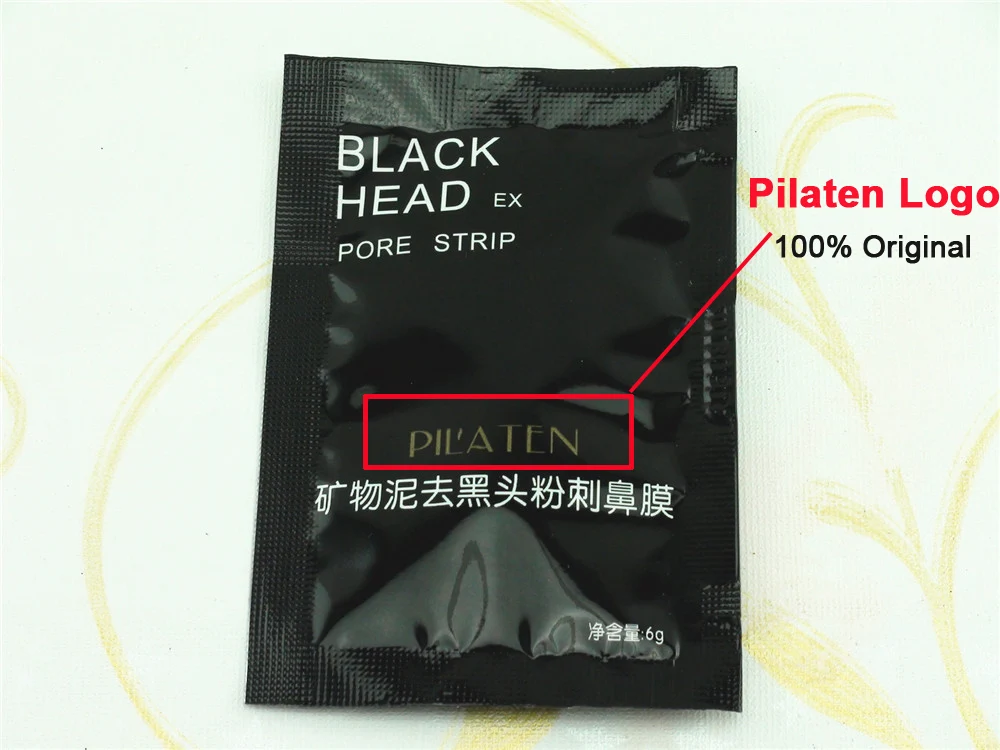 BLACK
HEAD EX
PORE STRIP
Pilaten Logo
100% Original
PIL'ATEN
矿物泥去黑头粉刺鼻膜
净含量:6g